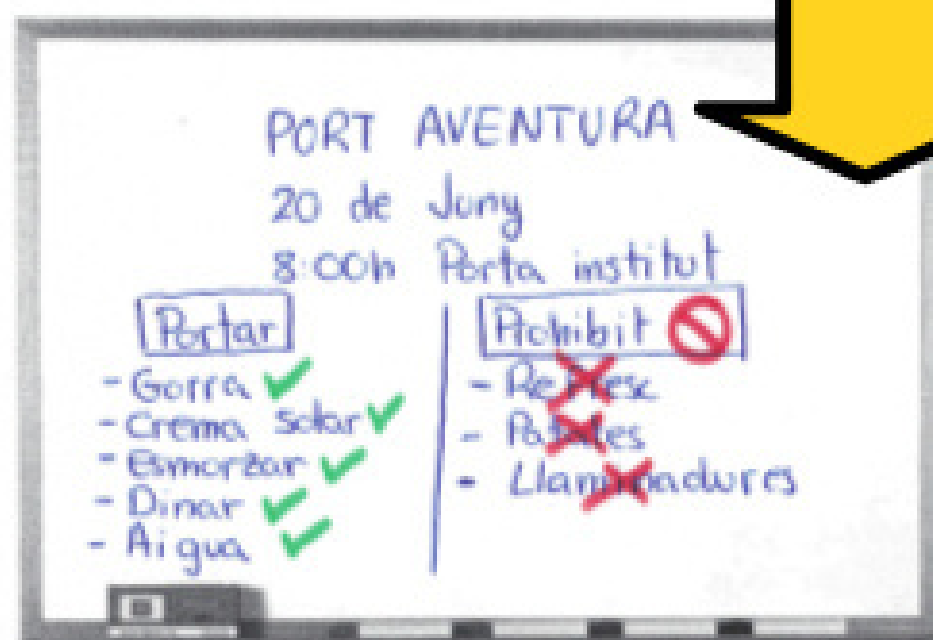 PORT AVENTURA
20 de Juny
8:00h Porta institut
Portar
- Gorra
- Crema solar
- Esmorzar
- Dinar
- Aigua
Prohibit
- Refresc
- Patates
- Llaminadures